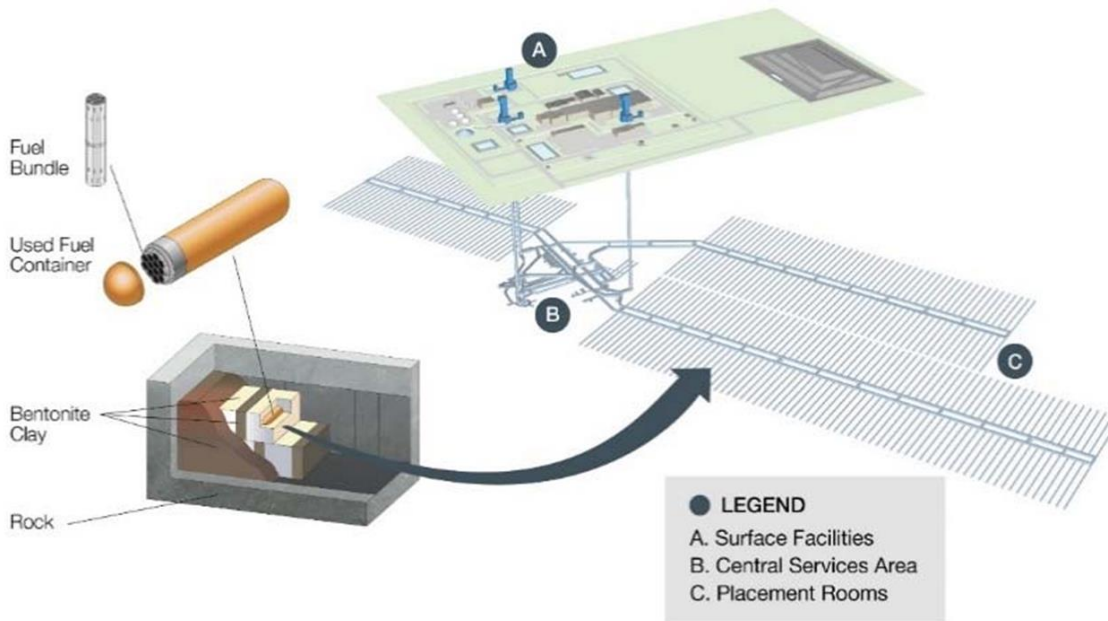 A
Fuel
Bundle
Used Fuel
Container
B
C
Bentonite
Clay
Rock
LEGEND
A. Surface Facilities
B. Central Services Area
C. Placement Rooms